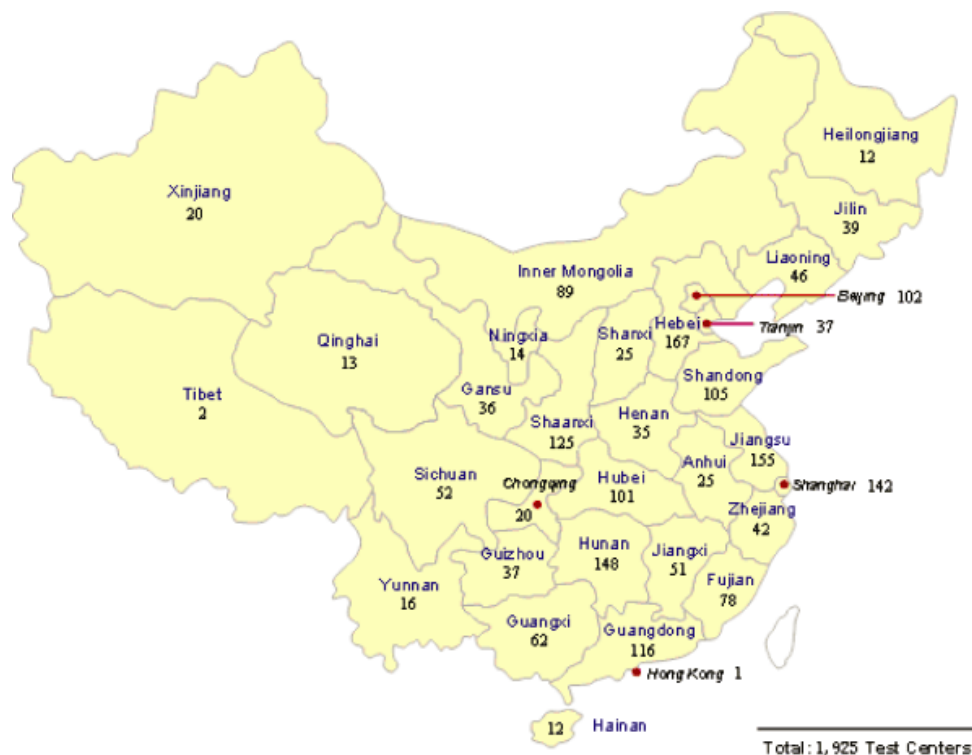 Heilongjiang
12
Xinjiang
20
Jilin
39
Liaoning
46
Inner Mongolia
89
Beijing 102
Tianjin 37
Hebei
167
Shanxi
25
Ningxia
14
Qinghai
13
Shandong
105
Tibet
2
Gansu
36
Henan
35
Shaanxi
125
Jiangsu
155
Anhui
25
Sichuan
52
Chongqing
20
Hubei
101
Shanghai 142
Zhejiang
42
Guizhou
37
Hunan
148
Jiangxi
51
Yunnan
16
Fujian
78
Guangxi
62
Guangdong
116
Hong Kong 1
12 Hainan
Total: 1,925 Test Centers